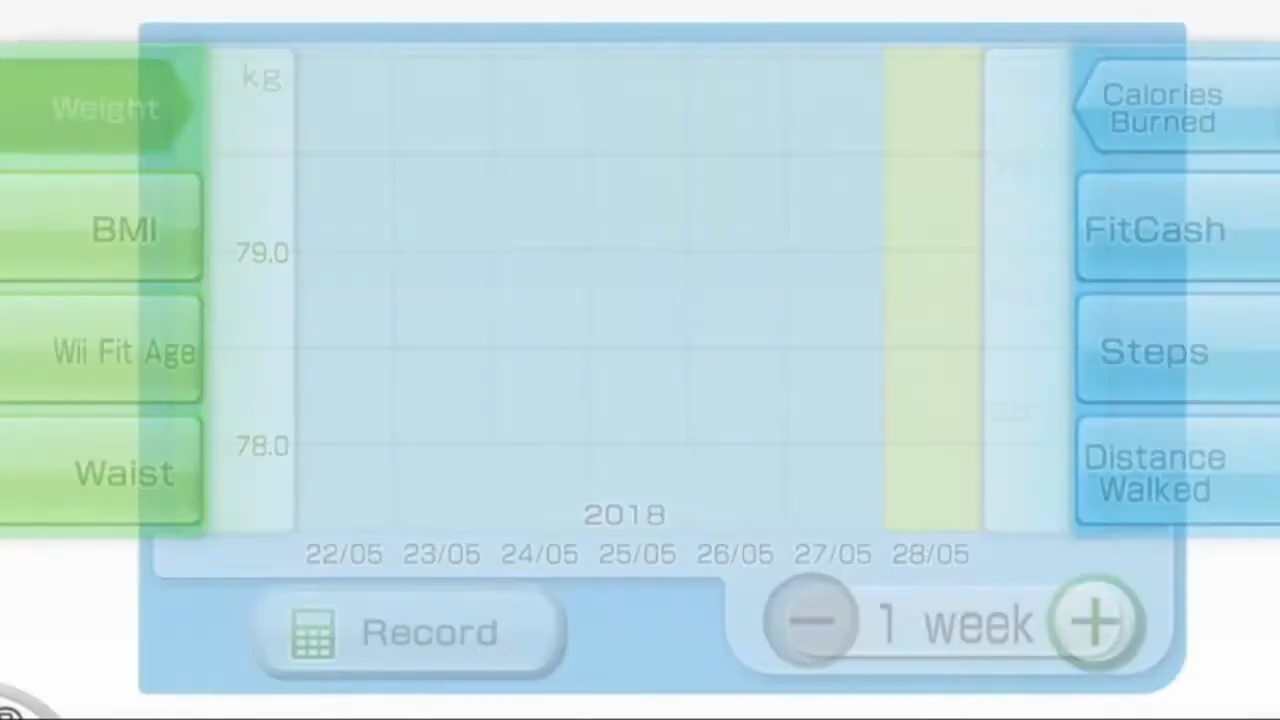 kg
Weight
Calories
Burned
BMI
FitCash
79.0
Wii Fit Age
Steps
78.0
Waist
Distance
Walked
2018
22/05 23/05 24/05 25/05 26/05 27/05 28/05
Record
1 week